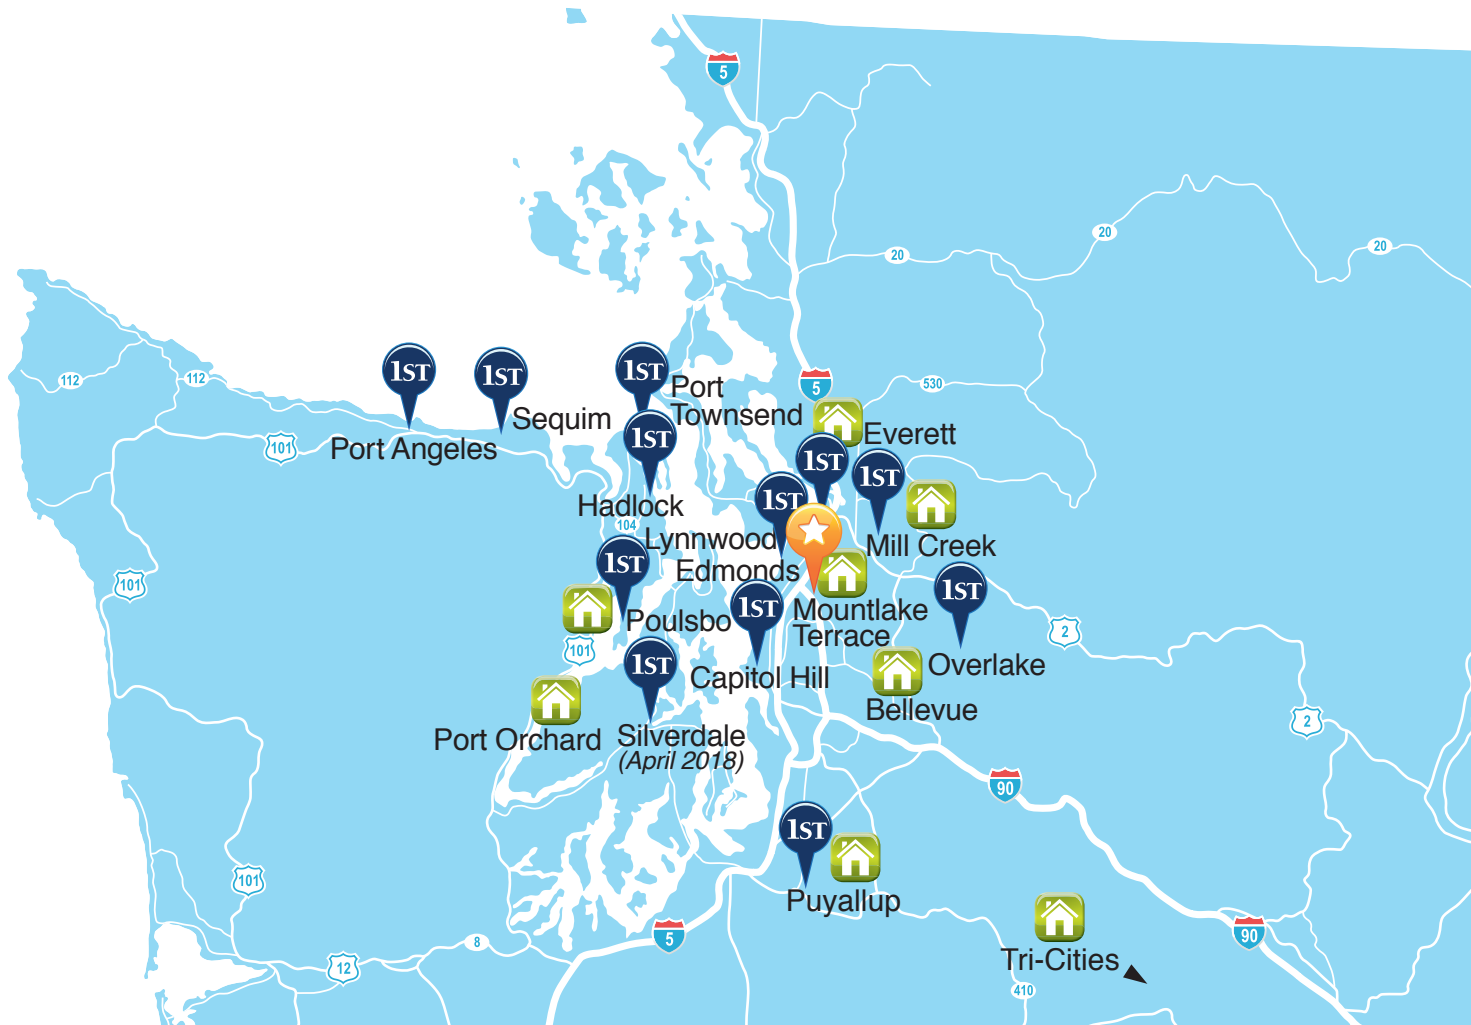 5
20
20
20
1ST
1ST
1ST
112
112
5
530
Port
Townsend
Sequim
1ST
Everett
Port Angeles
101
1ST
1ST
1ST
Hadlock
104
Lynnwood
Mill Creek
Edmonds
1ST
101
1ST
1ST
Mountlake
Terrace
Poulsbo
2
101
1ST
Overlake
Capitol Hill
Bellevue
2
Port Orchard
Silverdale
(April 2018)
90
1ST
101
Puyallup
5
90
8
12
Tri-Cities
410